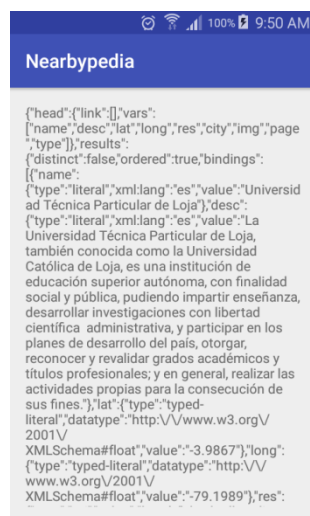 100% 9:50 AM
Nearbypedia
{"head":{"link":[],"vars":
["name","desc","lat","long","res","city","img","page
","type"]},"results":
{"distinct":false,"ordered":true,"bindings":
[{"name":
{"type":"literal","xml:lang":"es","value":"Universid
ad Técnica Particular de Loja"},"desc":
{"type":"literal","xml:lang":"es","value":"La
Universidad Técnica Particular de Loja,
también conocida como la Universidad
Católica de Loja, es una institución de
educación superior autónoma, con finalidad
social y pública, pudiendo impartir enseñanza,
desarrollar investigaciones con libertad
científica  administrativa, y participar en los
planes de desarrollo del país, otorgar,
reconocer y revalidar grados académicos y
títulos profesionales; y en general, realizar las
actividades propias para la consecución de
sus fines."},"lat":{"type":"typed-
literal","datatype":"http:\/\/www.w3.org\/
2001\/
XMLSchema#float","value":"-3.9867"},"long":
{"type":"typed-literal","datatype":"http:\/\/
www.w3.org\/2001\/
XMLSchema#float","value":"-79.1989"},"res":